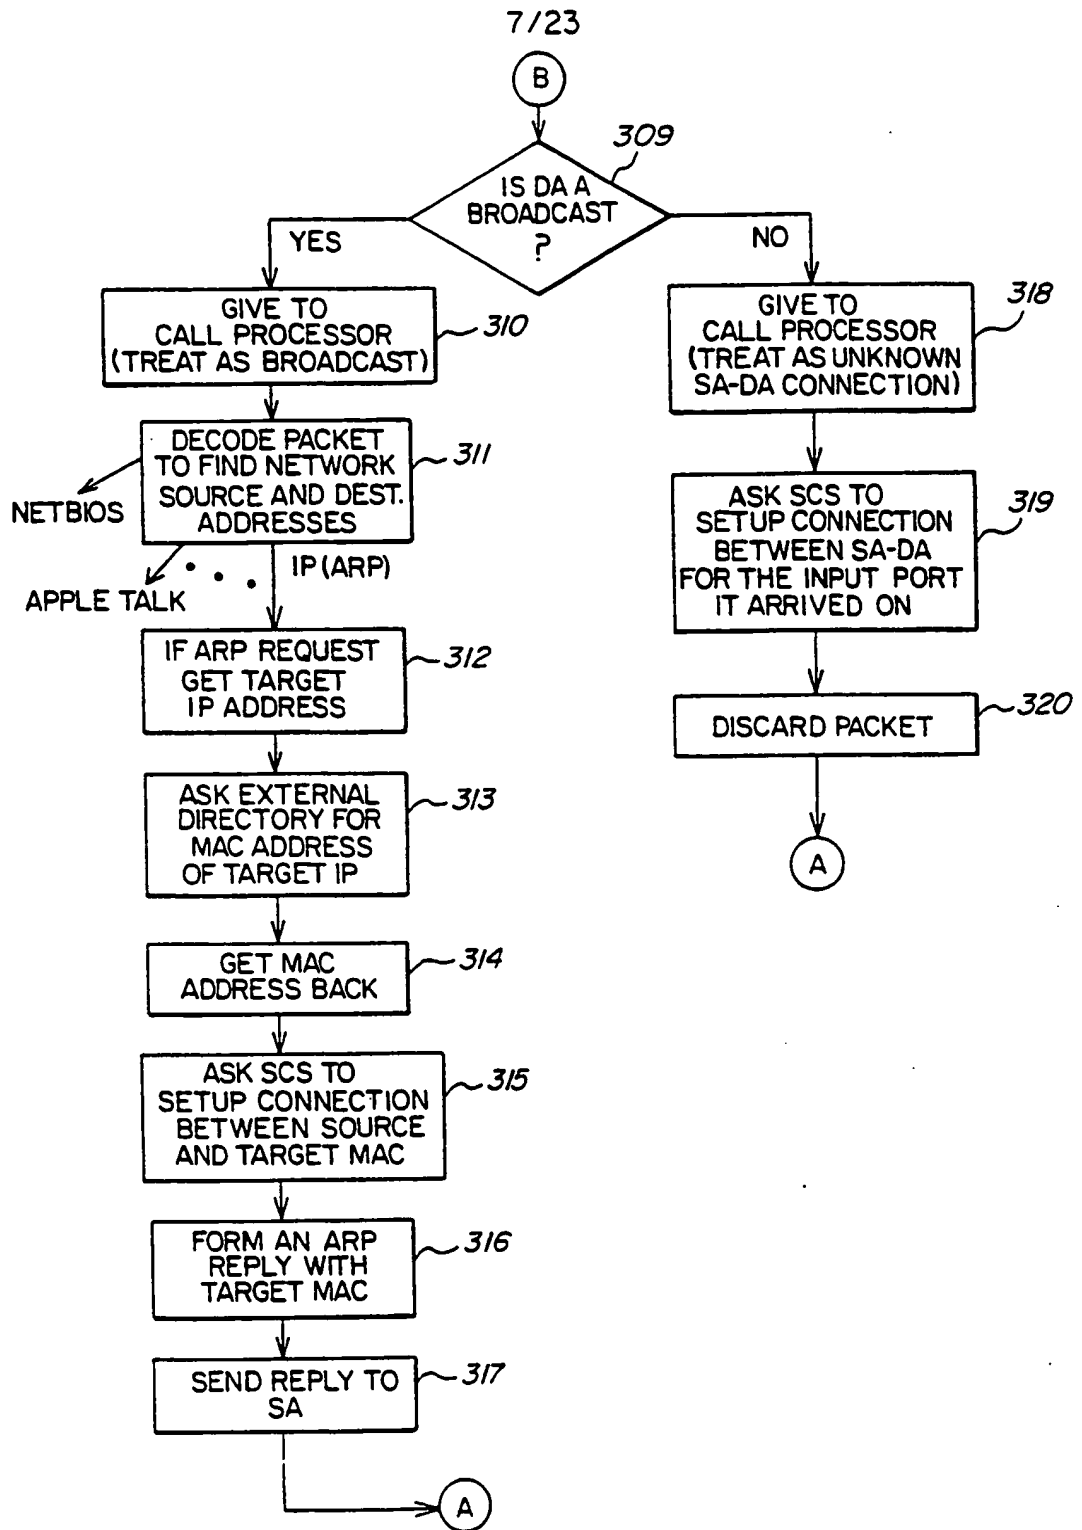 7/23
B
309
IS DA A
BROADCAST
?
YES
NO
GIVE TO
CALL PROCESSOR
(TREAT AS BROADCAST)
310
DECODE PACKET
TO FIND NETWORK
SOURCE AND DEST.
ADDRESSES
311
NETBIOS
APPLE TALK
IP (ARP)
IF ARP REQUEST
GET TARGET
IP ADDRESS
312
ASK EXTERNAL
DIRECTORY FOR
MAC ADDRESS
OF TARGET IP
313
GET MAC
ADDRESS BACK
314
ASK SCS TO
SETUP CONNECTION
BETWEEN SOURCE
AND TARGET MAC
315
FORM AN ARP
REPLY WITH
TARGET MAC
316
SEND REPLY TO
SA
317
A
GIVE TO
CALL PROCESSOR
(TREAT AS UNKNOWN
SA-DA CONNECTION)
318
ASK SCS TO
SETUP CONNECTION
BETWEEN SA-DA
FOR THE INPUT PORT
IT ARRIVED ON
319
DISCARD PACKET
320
A